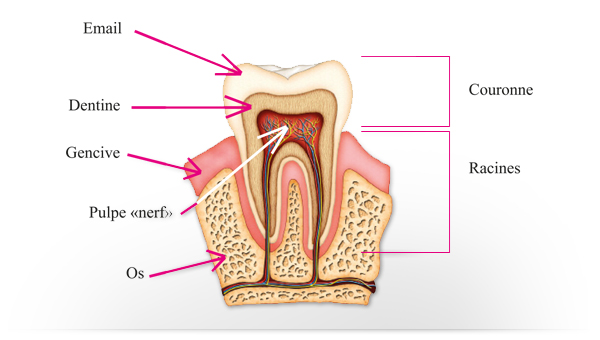 Email
Dentine
Gencive
Pulpe «nerf»
Os
Couronne
Racines